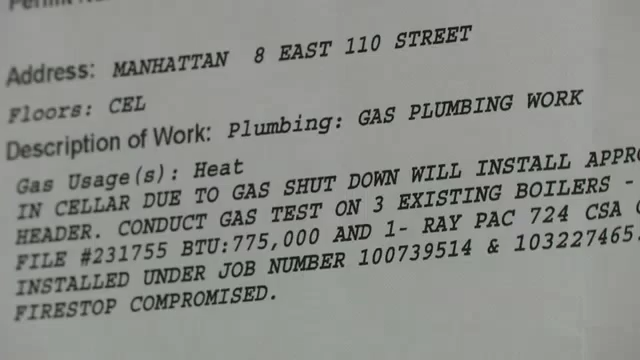 Address: MANHATTAN 8 EAST 110 STREET
Floors: CEL
Description of Work: Plumbing: GAS PLUMBING WORK
Gas Usage(s): Heat
IN CELLAR DUE TO GAS SHUT DOWN WILL INSTALL
HEADER. CONDUCT GAS TEST ON 3 EXISTING BOILERS -
FILE #231755 BTU:775,000 AND 1- RAY PAC 724 CSA
INSTALLED UNDER JOB NUMBER 100739514 & 103227465.
FIRESTOP COMPROMISED.